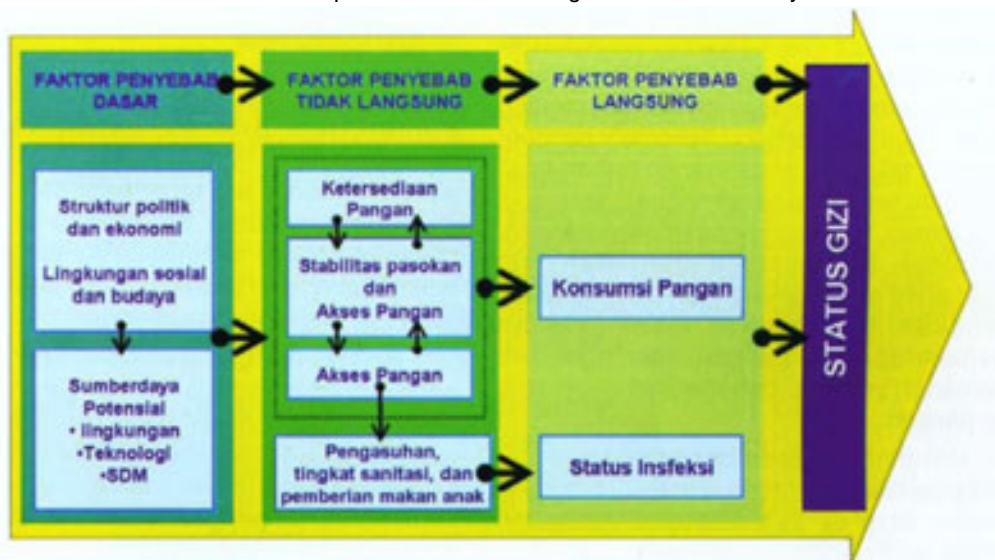 FAKTOR PENYEBAB
DASAR
FAKTOR PENYEBAB
TIDAK LANGSUNG
FAKTOR PENYEBAB
LANGSUNG
Struktur politik
dan ekonomi
Lingkungan sosial
dan budaya
Sumberdaya
Potensial
• lingkungan
•Teknologi
•SDM
Ketersediaan
Pangan
Stabilitas pasokan
dan
Akses Pangan
Akses Pangan
Pengasuhan,
tingkat sanitasi, dan
pemberian makan anak
Konsumsi Pangan
Status Insfeksi
STATUS GIZI